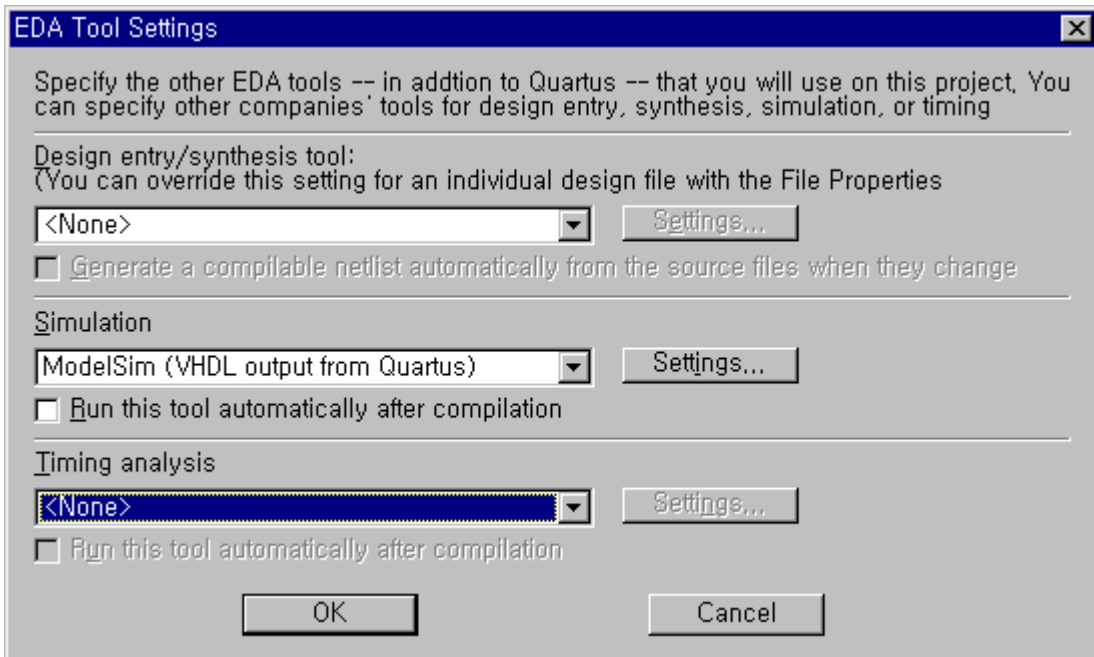 EDA Tool Settings
Specify the other EDA tools -- in addtion to Quartus -- that you will use on this project, You
can specify other companies' tools for design entry, synthesis, simulation, or timing
Design entry/synthesis tool:
(You can override this setting for an individual design file with the File Properties
<None>
Settings...
Generate a compilable netlist automatically from the source files when they change
Simulation
ModelSim (VHDL output from Quartus)
Settings...
Run this tool automatically after compilation
Timing analysis
<None>
Settings...
Run this tool automatically after compilation
OK
Cancel